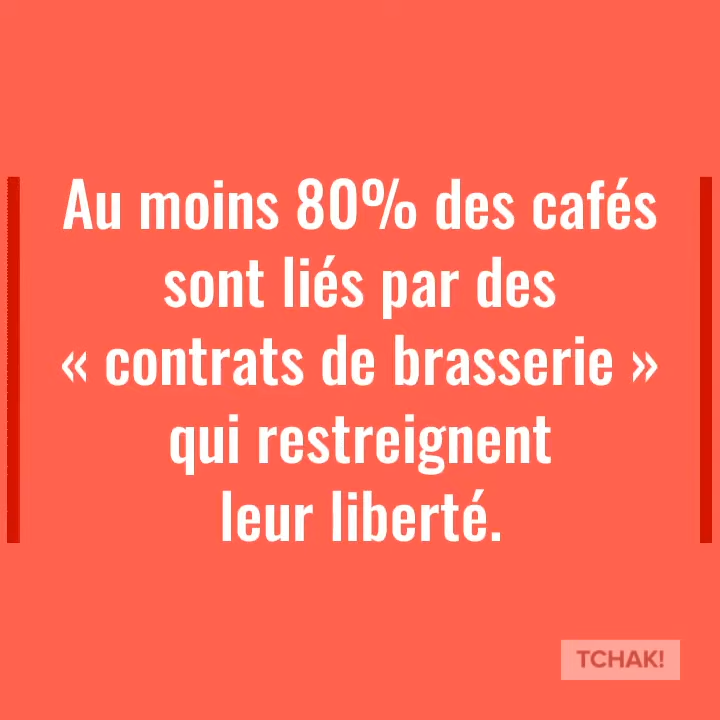 Au moins 80% des cafés
sont liés par des
« contrats de brasserie »
qui restreignent
leur liberté.
TCHAK!